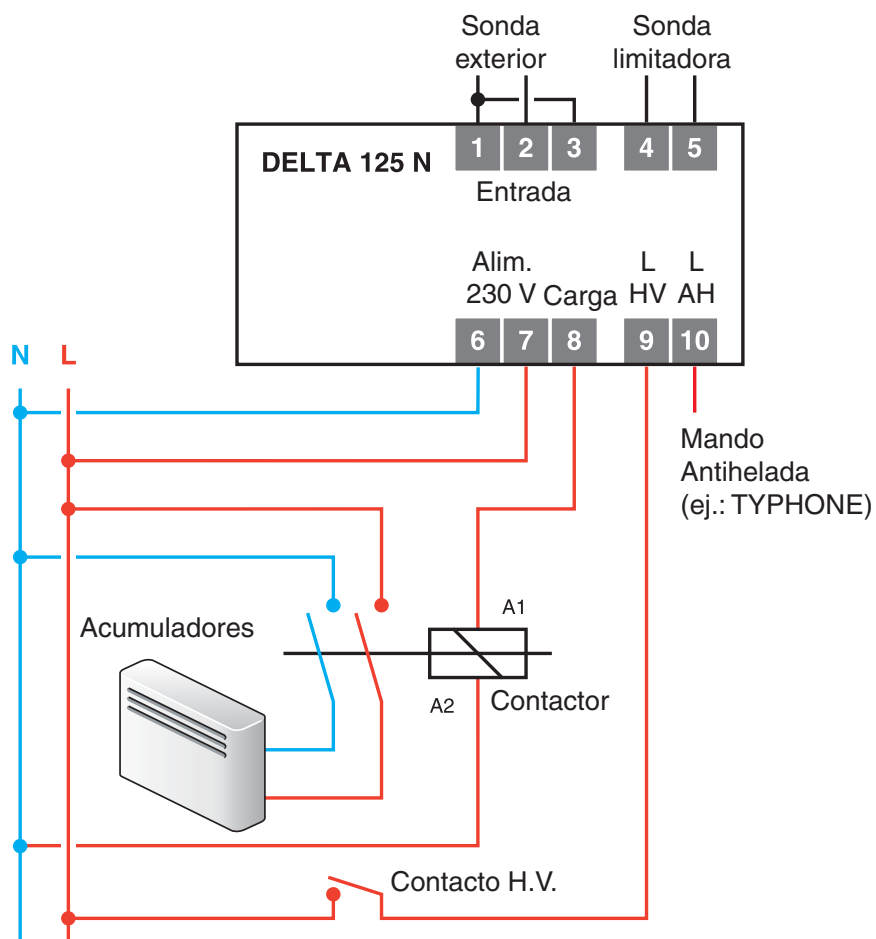 Sonda
exterior
Sonda
limitadora
DELTA 125 N
1 2 3 4 5
Entrada
Alim.
230 V
Carga
L
HV
L
AH
6 7 8 9 10
N L
Mando
Antihelada
(ej.: TYPHONE)
A1
Acumuladores
A2
Contactor
Contacto H.V.